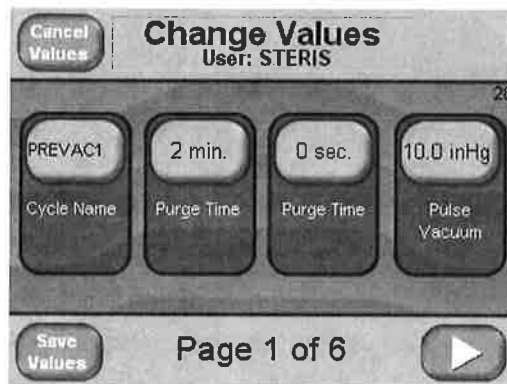 Cancel
Values
Change Values
User: STERIS
28
PREVAC1
2 min.
0 sec.
10.0 inHg
Cycle Name
Purge Time
Purge Time
Pulse
Vacuum
Save
Values
Page 1 of 6